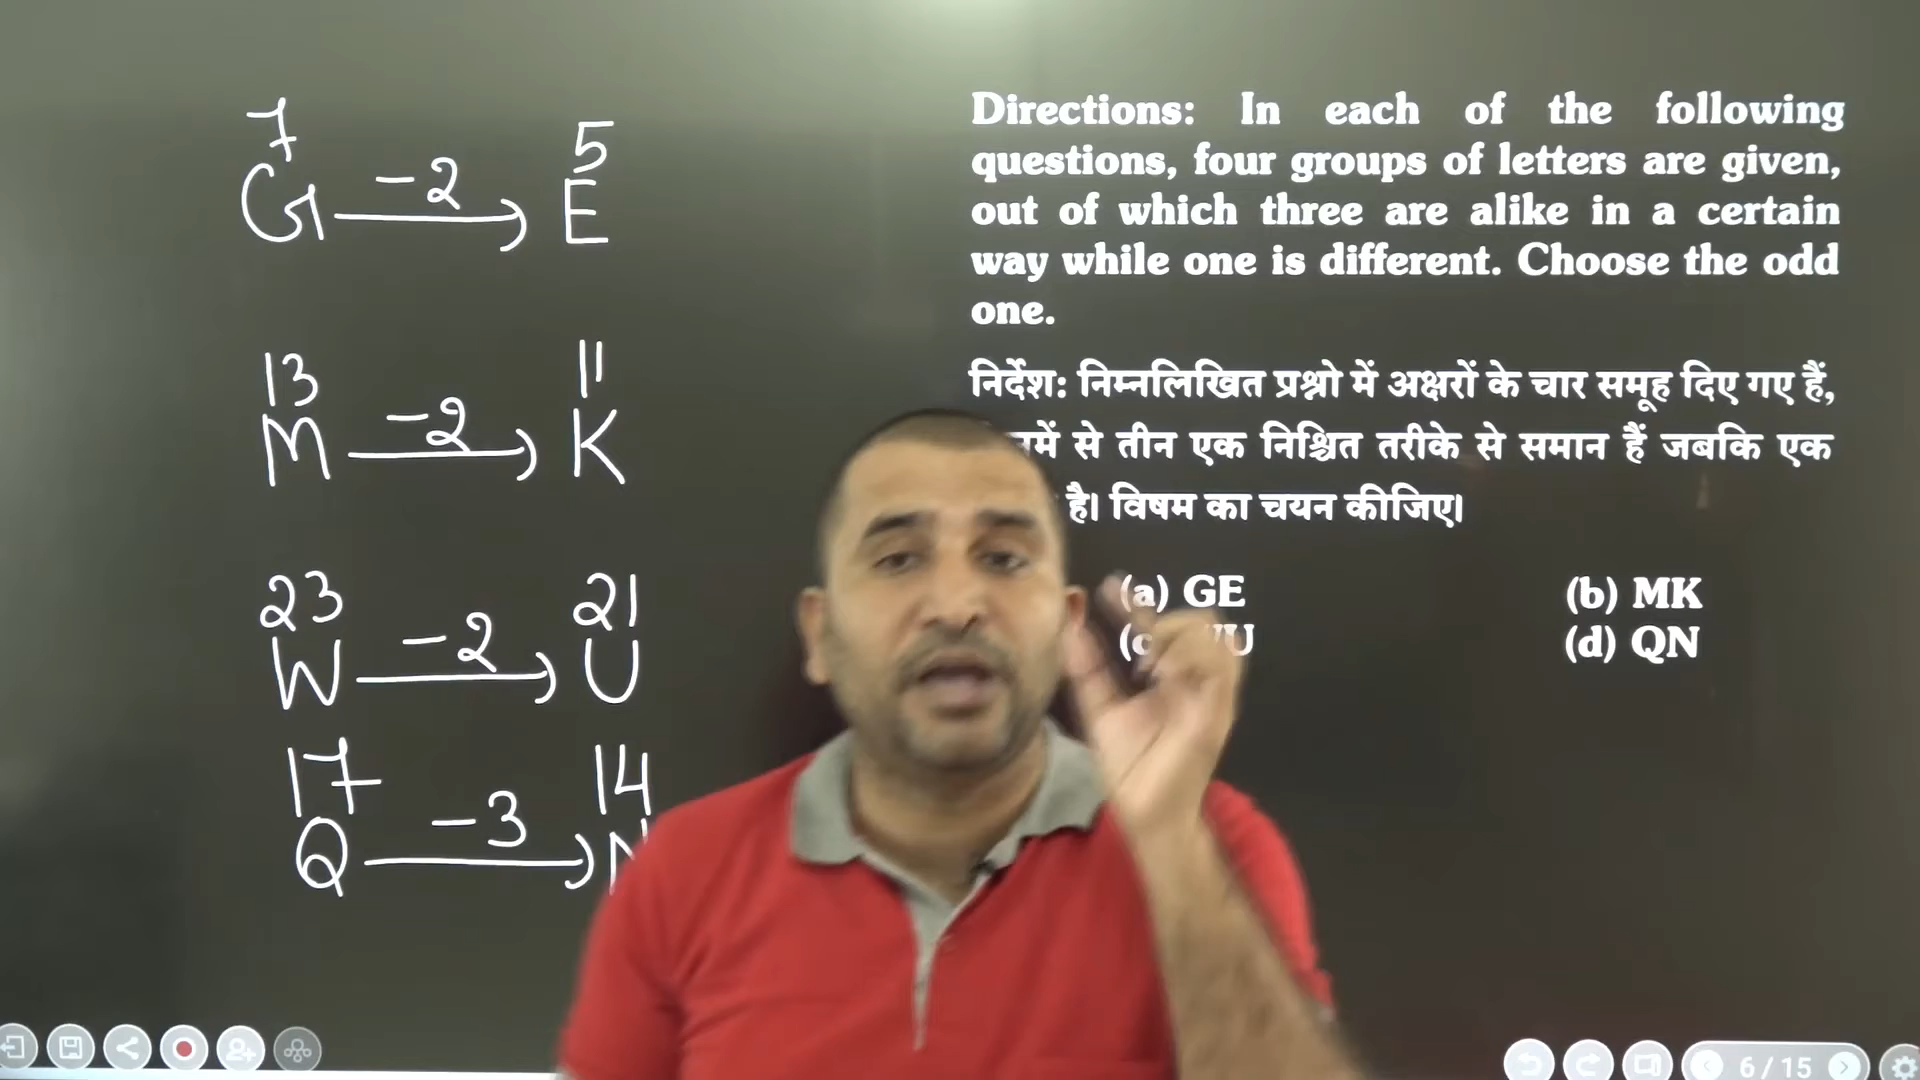 7
5
G -2 E
13
11
M -2 K
23
21
W -2 U
17
14
Q -3
Directions: In each of the following
questions, four groups of letters are given,
out of which three are alike in a certain
way while one is different. Choose the odd
one.
निर्देश: निम्नलिखित प्रश्नो में अक्षरों के चार समूह दिए गए हैं,
में से तीन एक निश्चित तरीके से समान हैं जबकि एक
है। विषम का चयन कीजिए।
(a) GE (b) MK
U (d) QN
6 / 15